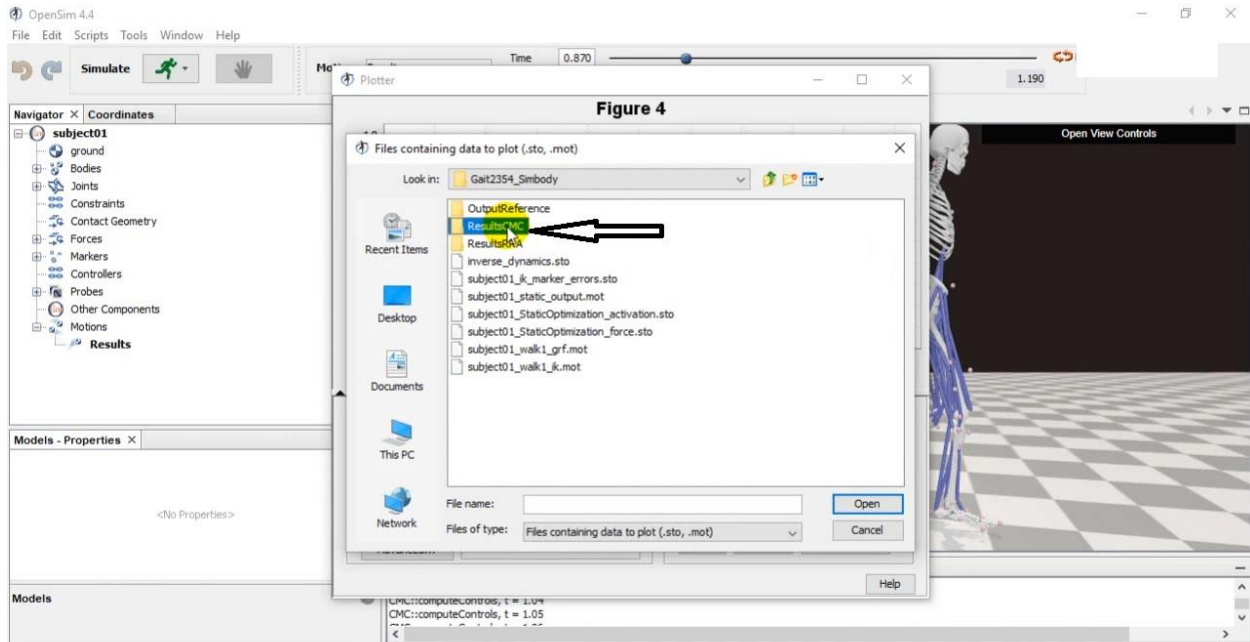 OpenSim 4.4
File Edit Scripts Tools Window Help
Simulate
Time 0.870
1.190
Plotter
Figure 4
Navigator × Coordinates
subject01
ground
Bodies
Joints
Constraints
Contact Geometry
Forces
Markers
Controllers
Probes
Other Components
Motions
Results
Open View Controls
Files containing data to plot (.sto, .mot)
Look in: Gait2354_Simbody
Recent Items
Desktop
Documents
This PC
Network
OutputReference
ResultsCMC
ResultsRRA
inverse_dynamics.sto
subject01_ik_marker_errors.sto
subject01_static_output.mot
subject01_StaticOptimization_activation.sto
subject01_StaticOptimization_force.sto
subject01_walk1_grf.mot
subject01_walk1_ik.mot
File name:
Open
Files of type: Files containing data to plot (.sto, .mot)
Cancel
Help
Models - Properties ×
<No Properties>
Models
CMC::computeControls, t = 1.04
CMC::computeControls, t = 1.05